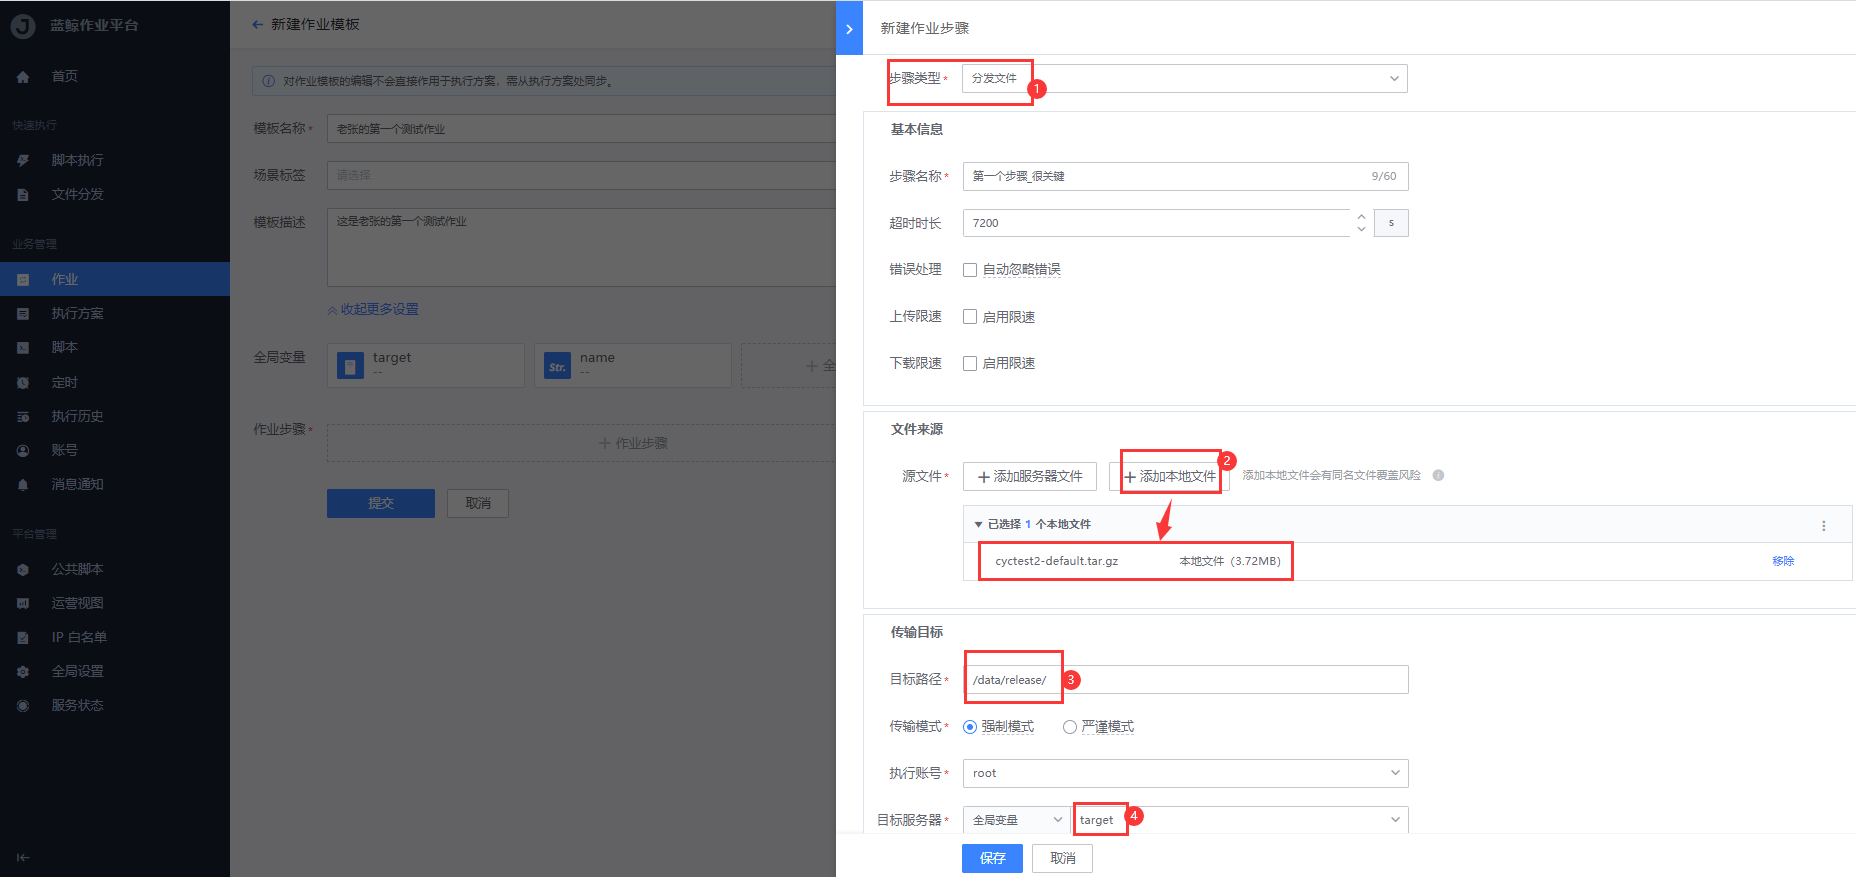 蓝鲸作业平台
首页
快速执行
脚本执行
文件分发
业务管理
作业
执行方案
脚本
定时
执行历史
账号
消息通知
平台管理
公共脚本
运营视图
IP 白名单
全局设置
服务状态
新建作业模板
对作业模板的编辑不会直接作用于执行方案，需从执行方案处同步。
模板名称* 老张的第一个测试作业
场景标签 请选择
模板描述 这是老张的第一个测试作业
收起更多设置
全局变量 target -- Str. name -- 全
作业步骤* 作业步骤
提交 取消
新建作业步骤
步骤类型* 分发文件 1
基本信息
步骤名称* 第一个步骤_很关键 9/60
超时时长 7200 s
错误处理 自动忽略错误
上传限速 启用限速
下载限速 启用限速
文件来源
源文件* 添加服务器文件 添加本地文件 2 添加本地文件会有同名文件覆盖风险
已选择 1 个本地文件
cyctest2-default.tar.gz 本地文件（3.72MB） 移除
传输目标
目标路径* /data/release/ 3
传输模式* 强制模式 严谨模式
执行账号* root
目标服务器* 全局变量 target 4
保存 取消